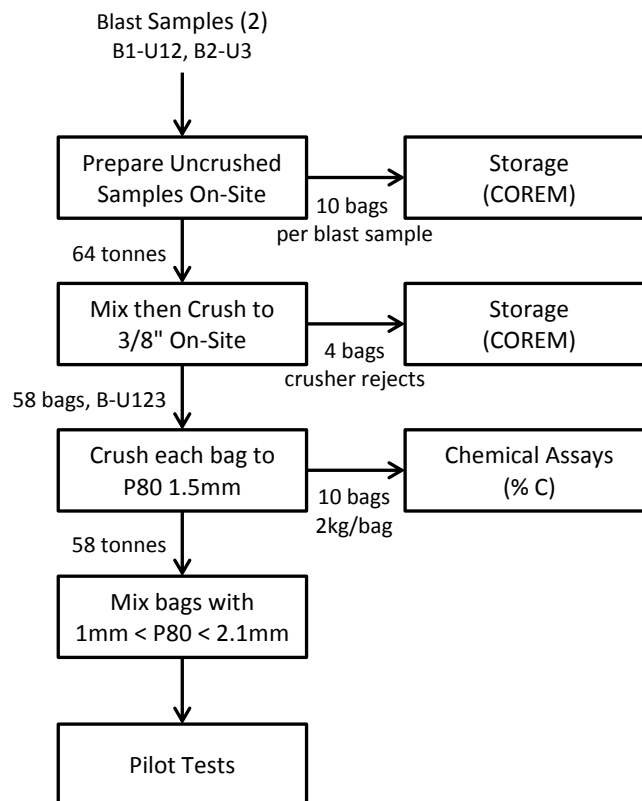 Blast Samples (2)
B1-U12, B2-U3
Prepare Uncrushed
Samples On-Site
10 bags
per blast sample
Storage
(COREM)
64 tonnes
Mix then Crush to
3/8" On-Site
4 bags
crusher rejects
Storage
(COREM)
58 bags, B-U123
Crush each bag to
P80 1.5mm
10 bags
2kg/bag
Chemical Assays
(% C)
58 tonnes
Mix bags with
1mm < P80 < 2.1mm
Pilot Tests